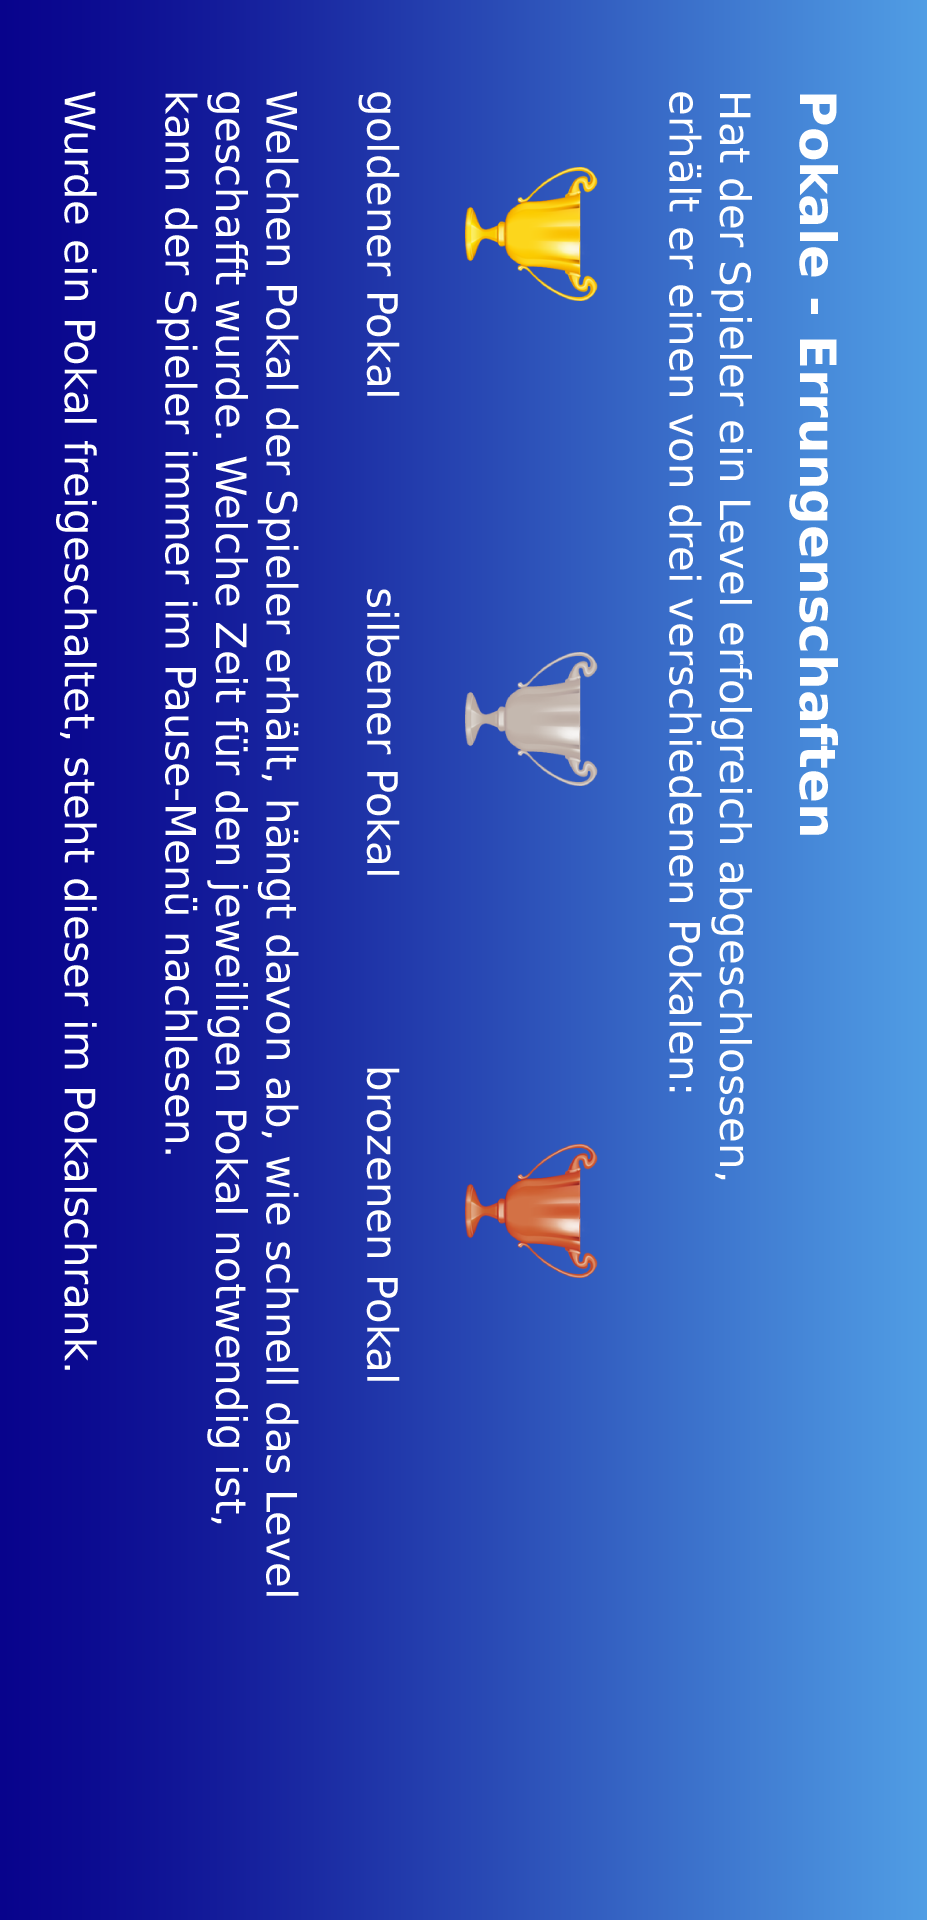 Pokale - Errungenschaften
Hat der Spieler ein Level erfolgreich abgeschlossen,
erhält er einen von drei verschiedenen Pokalen:
goldener Pokal
silbener Pokal
brozenen Pokal
Welchen Pokal der Spieler erhält, hängt davon ab, wie schnell das Level
geschafft wurde. Welche Zeit für den jeweiligen Pokal notwendig ist,
kann der Spieler immer im Pause-Menü nachlesen.
Wurde ein Pokal freigeschaltet, steht dieser im Pokalschrank.